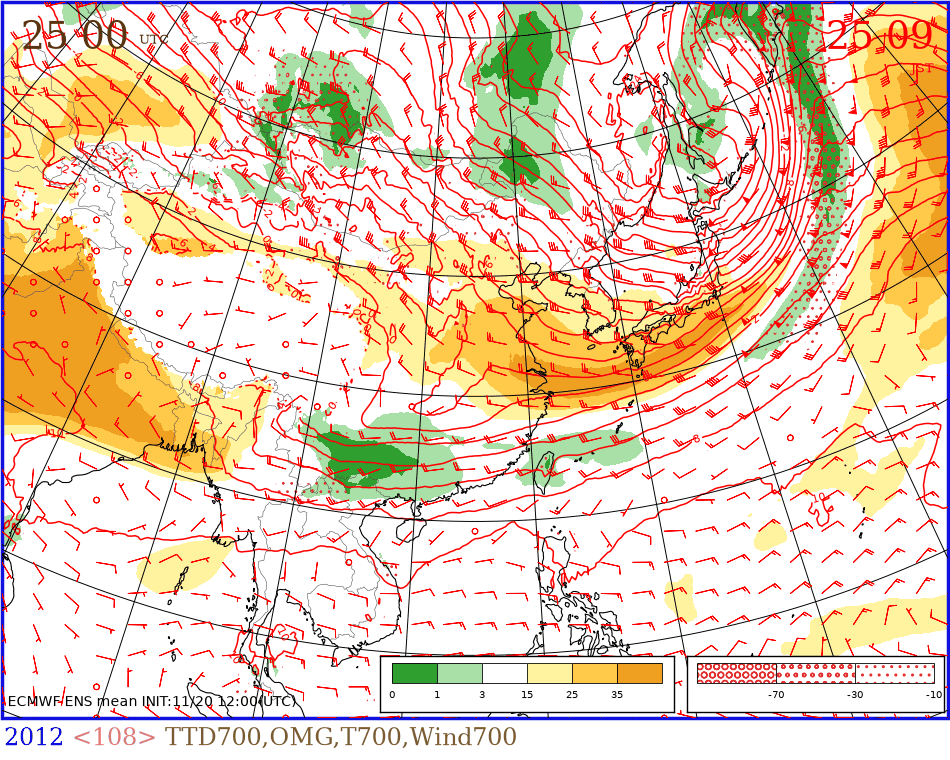 25 00 UTC
25 09
JST
ECMWF-ENS mean INIT:11/20 12:00(UTC)
0 1 3 15 25 35
-70 -30 -10
2012 <108> TTD700,OMG,T700,Wind700